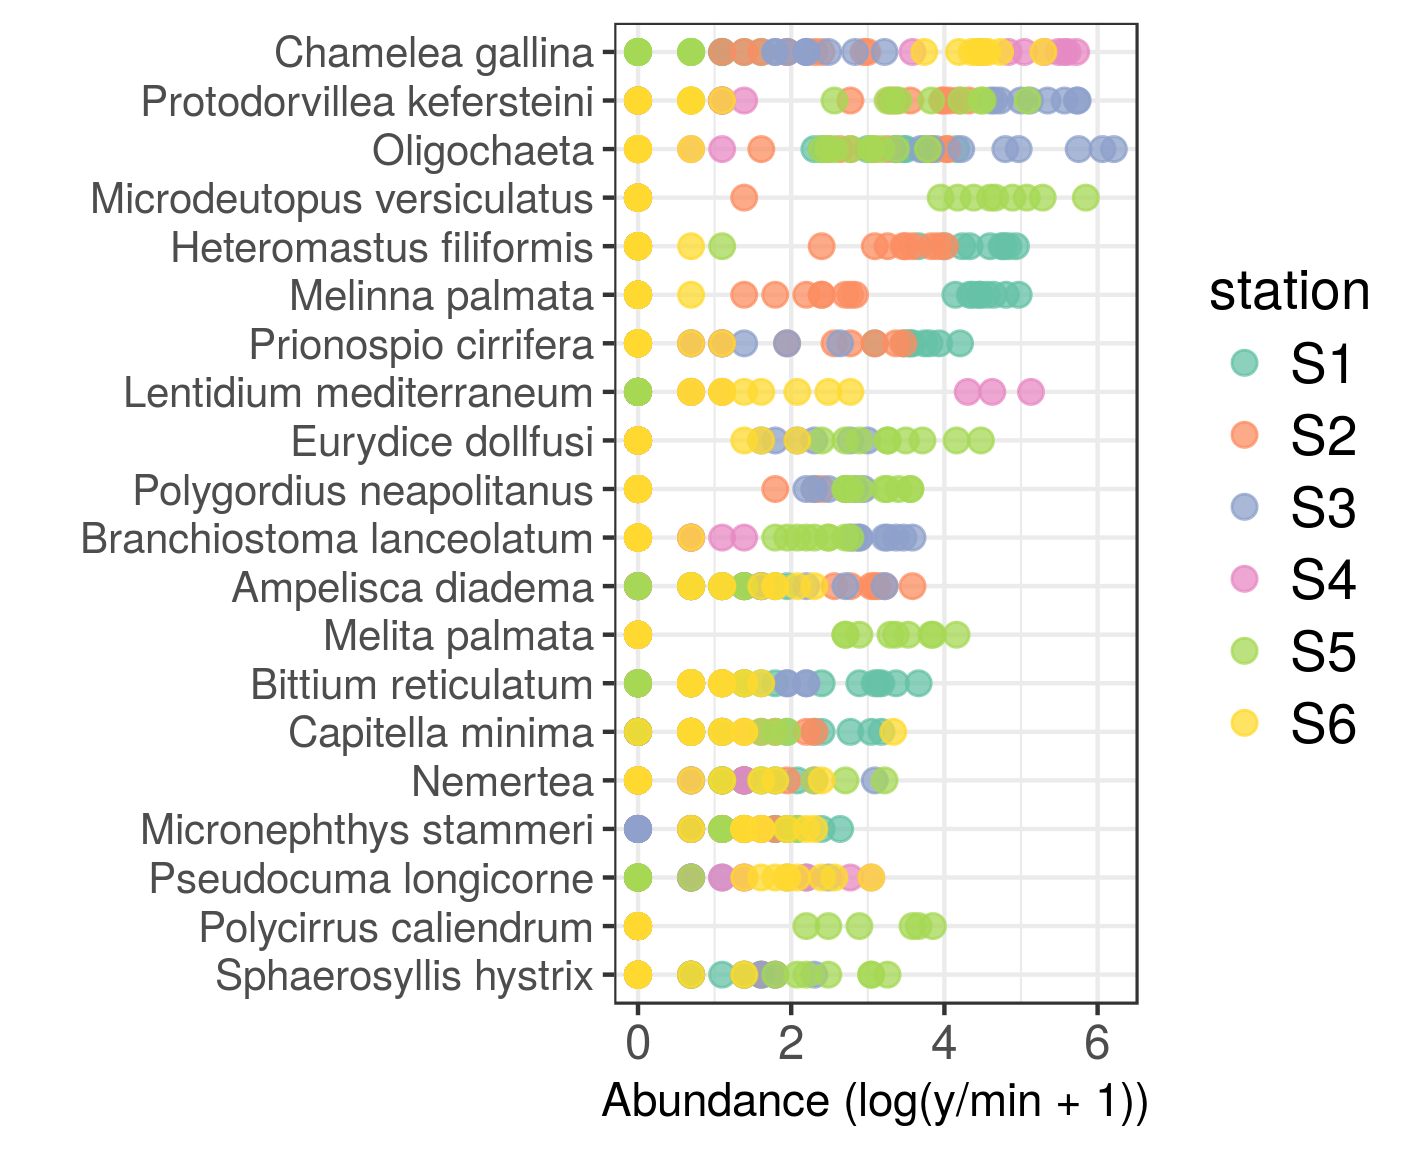 Chamelea gallina
Protodorvillea kefersteini
Oligochaeta
Microdeutopus versiculatus
Heteromastus filiformis
Melinna palmata
Prionospio cirrifera
Lentidium mediterraneum
Eurydice dollfusi
Polygordius neapolitanus
Branchiostoma lanceolatum
Ampelisca diadema
Melita palmata
Bittium reticulatum
Capitella minima
Nemertea
Micronephthys stammeri
Pseudocuma longicorne
Polycirrus caliendrum
Sphaerosyllis hystrix
0 2 4 6
Abundance (log(y/min + 1))
station
S1
S2
S3
S4
S5
S6